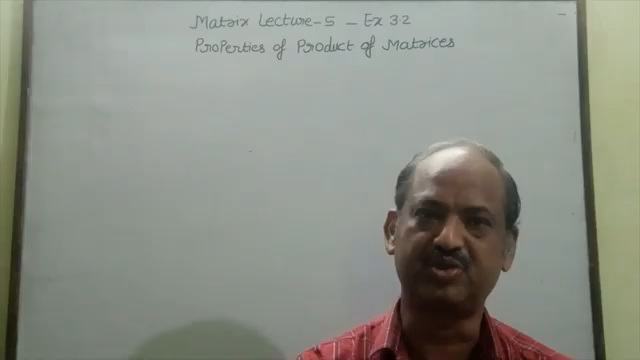 Matrix Lecture-5 - Ex 32
Properties of Product of Matrices